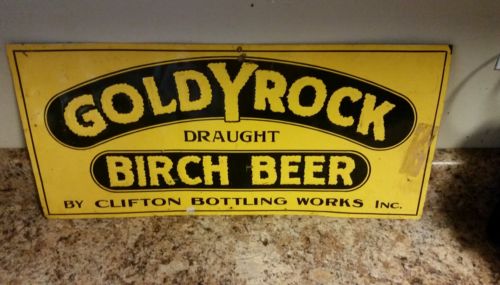 GOLDYROCK
DRAUGHT
BIRCH BEER
BY CLIFTON BOTTLING WORKS INC.